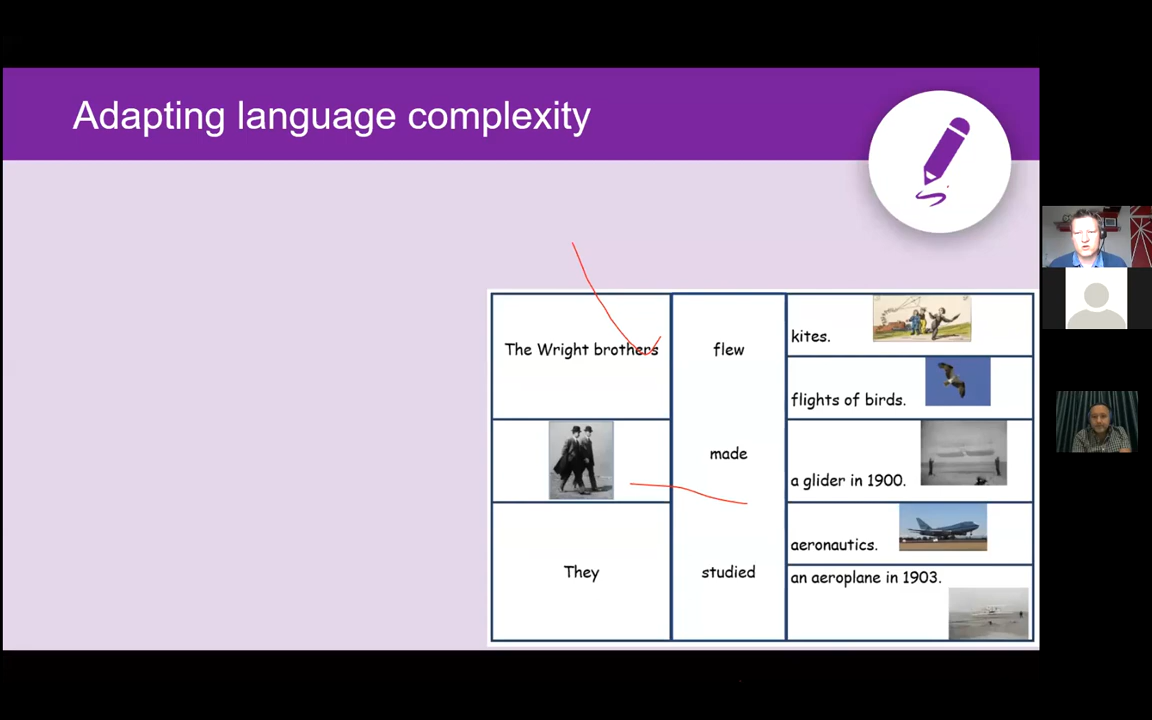 Adapting language complexity
The Wright brothers
flew
kites.
flights of birds.
made
a glider in 1900.
aeronautics.
They
studied
an aeroplane in 1903.